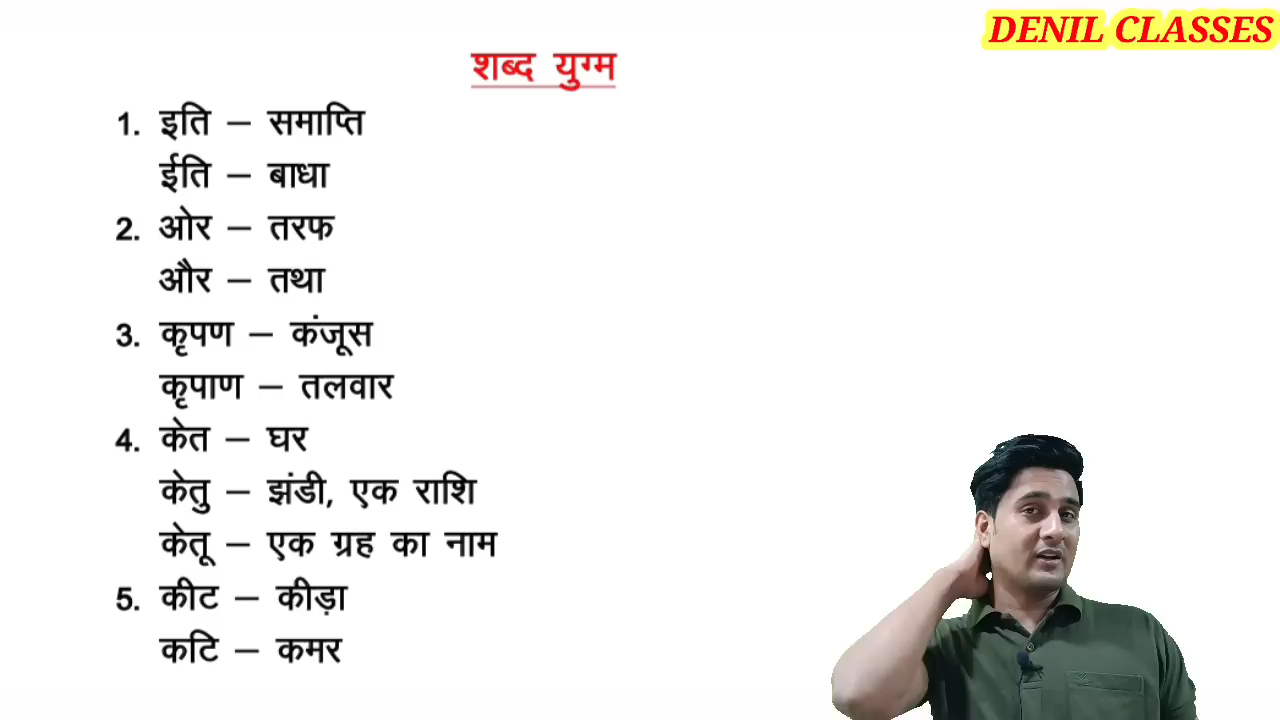 DENIL CLASSES
शब्द युग्म
1. इति – समाप्ति
ईति – बाधा
2. ओर – तरफ
और – तथा
3. कृपण – कंजूस
कृपाण – तलवार
4. केत – घर
केतु – झंडी, एक राशि
केतू – एक ग्रह का नाम
5. कीट – कीड़ा
कटि – कमर